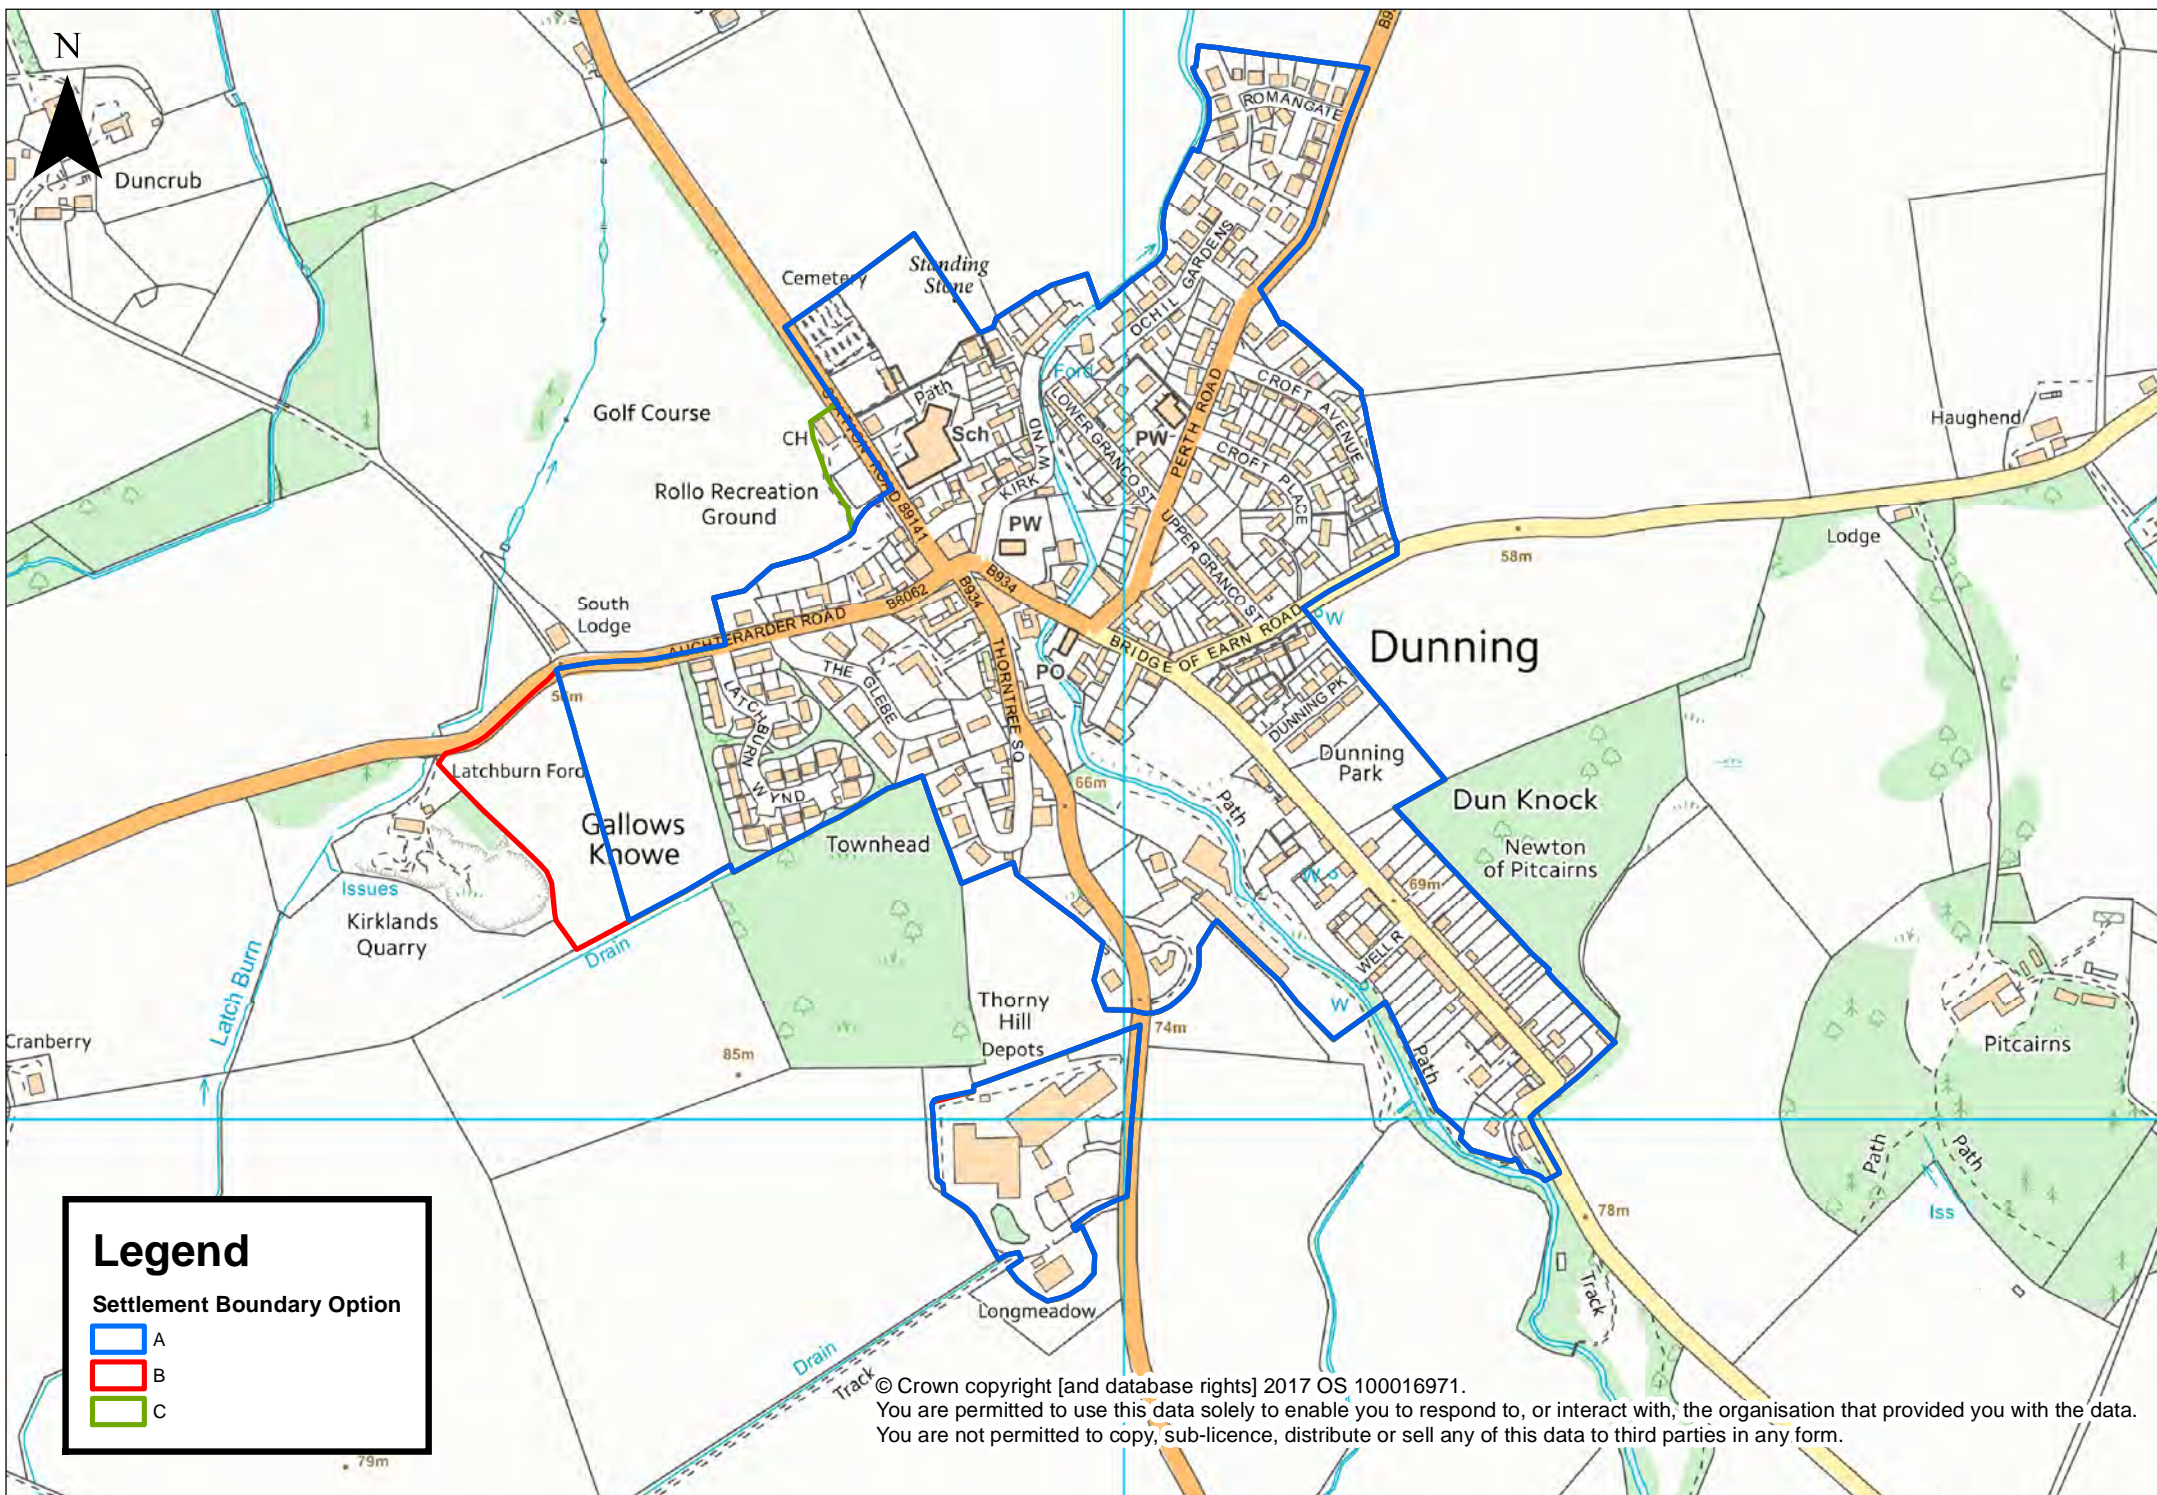 N
Duncrub
ROMANGATE
Cemetery
Standing
Stone
OCHIL GARDENS
Ford
Golf Course
Path
CH
Sch
KIRK WYND
LOWER GRANCO ST
PW
PERTH ROAD
CROFT AVENUE
CROFT PLACE
Haughend
Rollo Recreation
Ground
B9141
PW
UPPER GRANCO ST
58m
Lodge
South
Lodge
B8062
B934
B934
AUCHTERARDER ROAD
BRIDGE OF EARN ROAD
W
Dunning
THE GLEBE
THORNTREE SQ
PO
LATCHBURN WYND
DUNNING PK
Dunning
Park
Latchburn Ford
66m
Path
Dun Knock
Gallows
Knowe
Townhead
Newton
of Pitcairns
W
69m
Issues
Kirklands
Quarry
Drain
WELL R
Latch Burn
W
Thorny
Hill
74m
Depots
Path
Cranberry
85m
Pitcairns
Path
Path
Iss
78m
Track
Longmeadow
Drain
Track
79m
Legend
Settlement Boundary Option
A
B
C
© Crown copyright [and database rights] 2017 OS 100016971.
You are permitted to use this data solely to enable you to respond to, or interact with, the organisation that provided you with the data.
You are not permitted to copy, sub-licence, distribute or sell any of this data to third parties in any form.